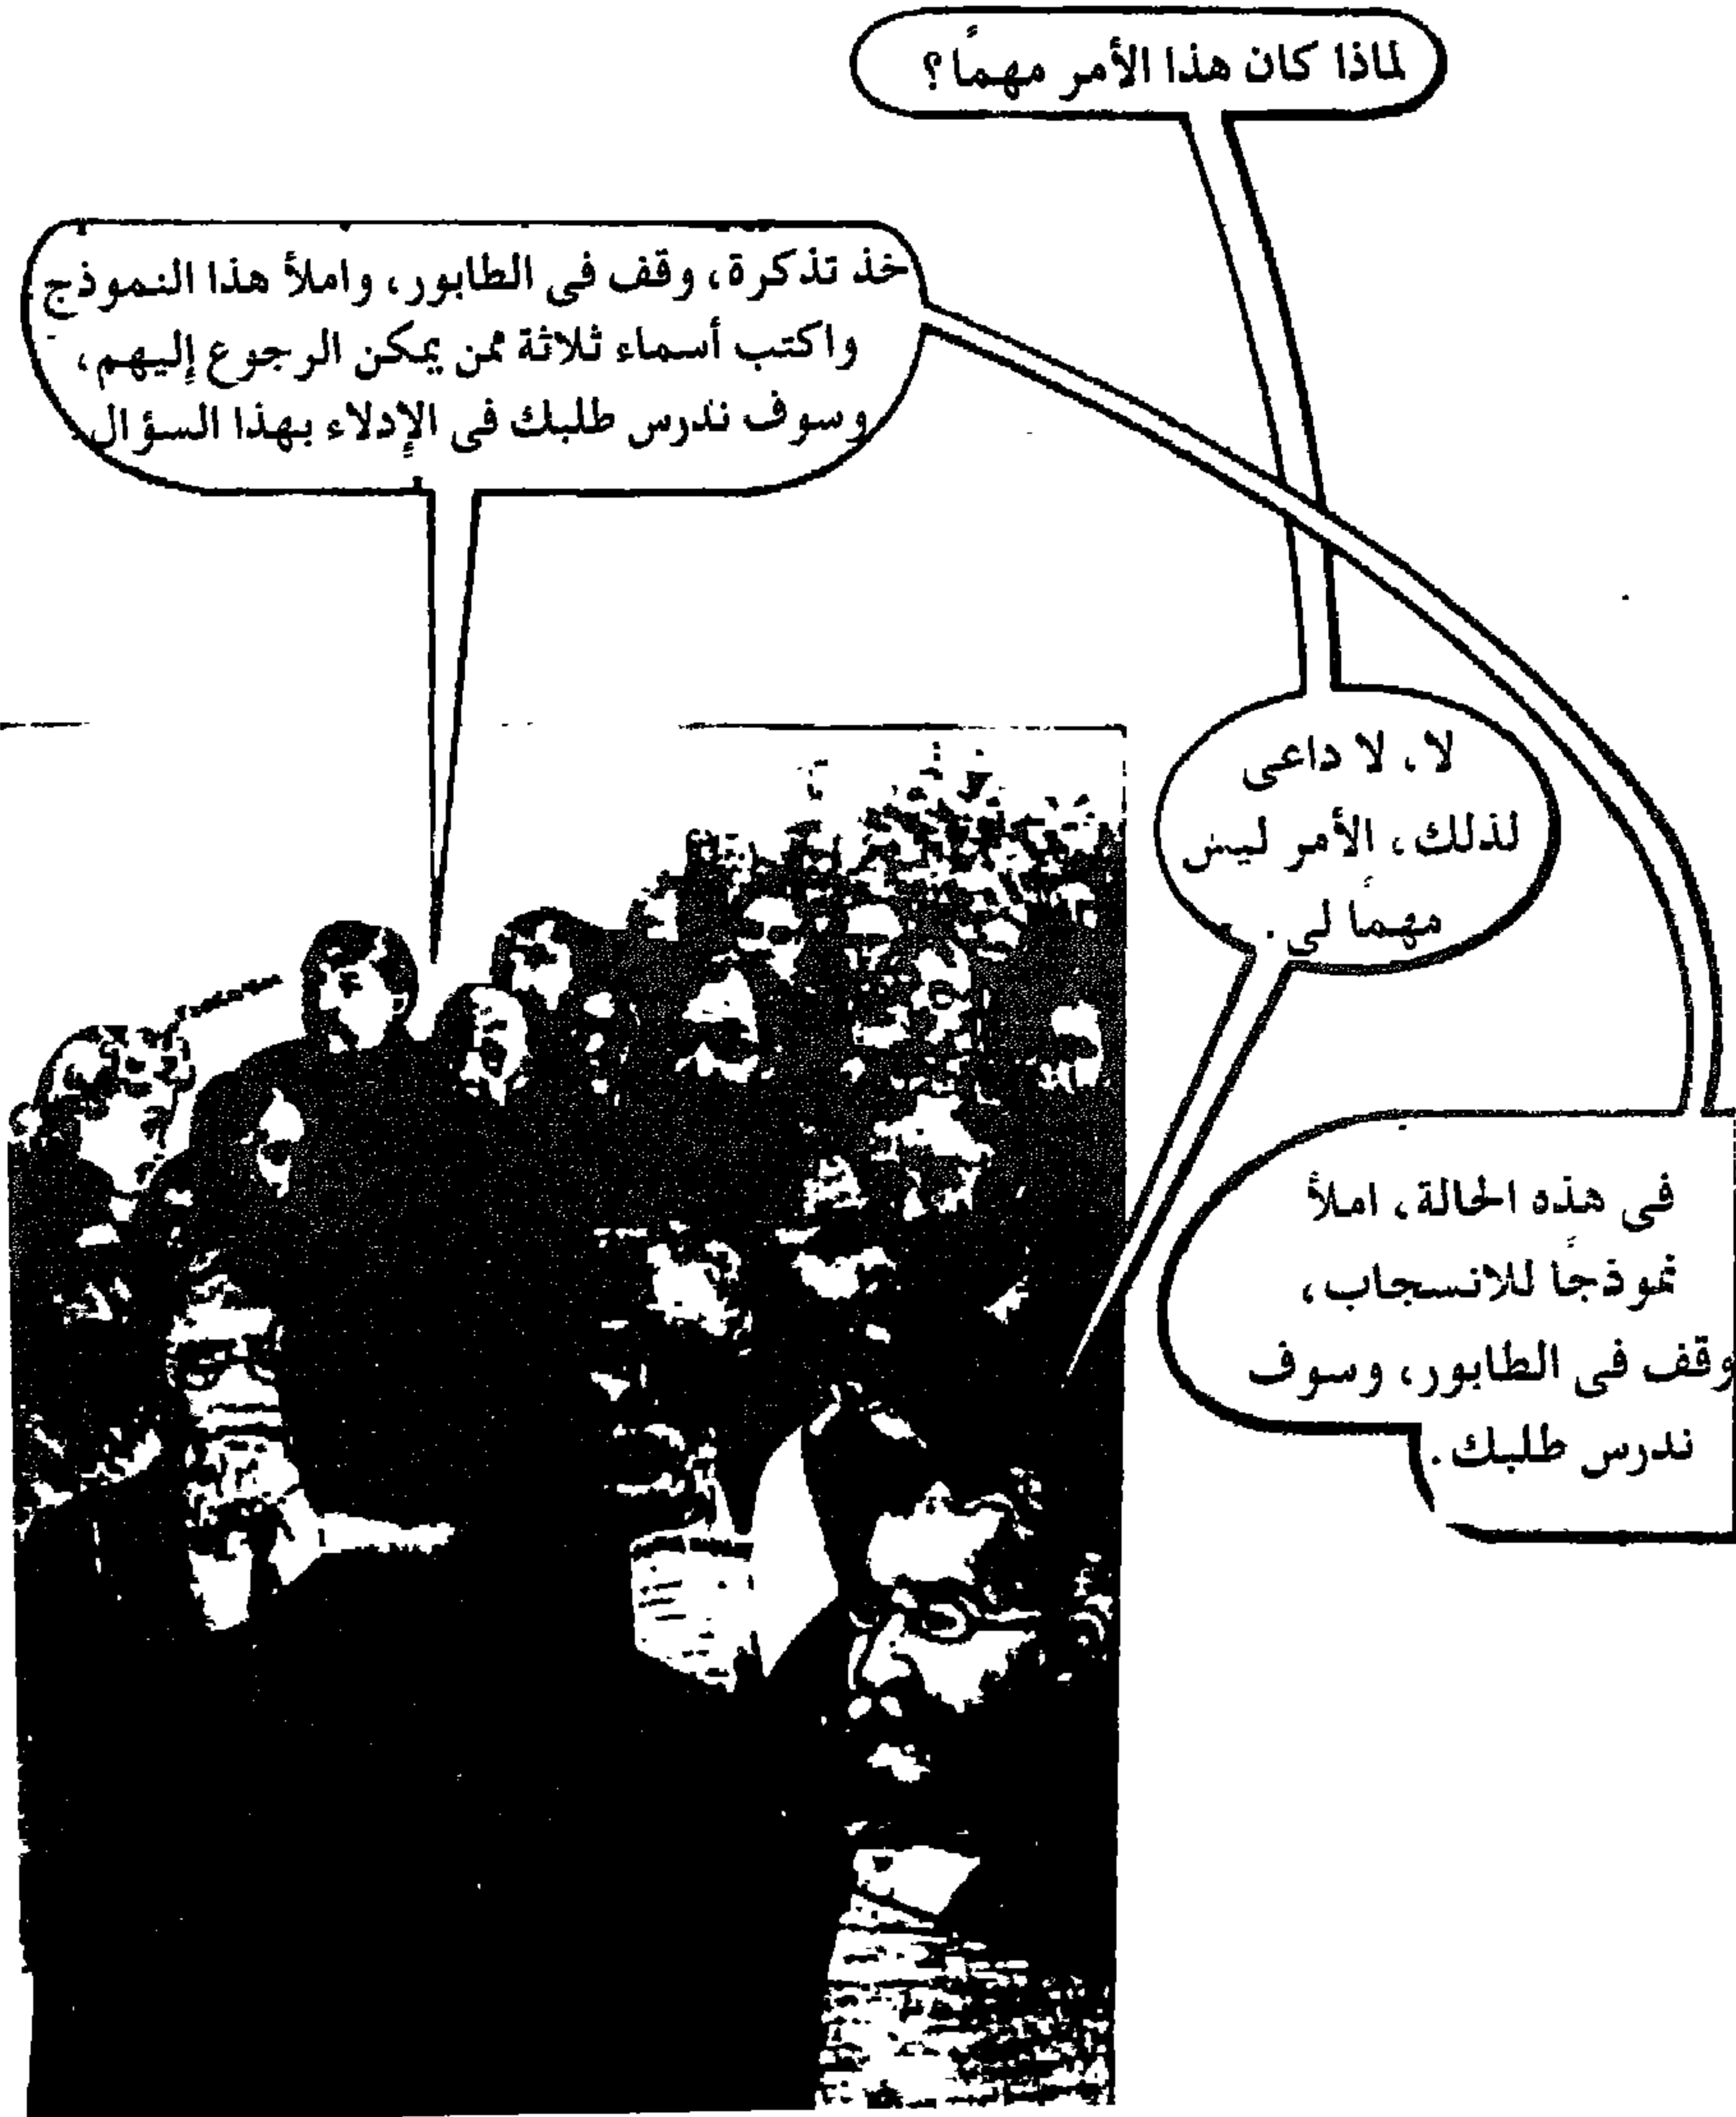 لماذا كان هذا الأمر مهماً؟
خذ تذكرة، وقف فى الطابور، واملأ هذا النموذج
واكتب أسماء ثلاثة ممن يمكن الرجوع إليهم،
وسوف ندرس طلبك فى الإدلاء بهذا السؤال.
لا، لا داعى
لذلك، الأمر ليس
مهماً لى.
فى هذه الحالة، املأ
نموذجاً للانسحاب،
وقف فى الطابور، وسوف
ندرس طلبك.